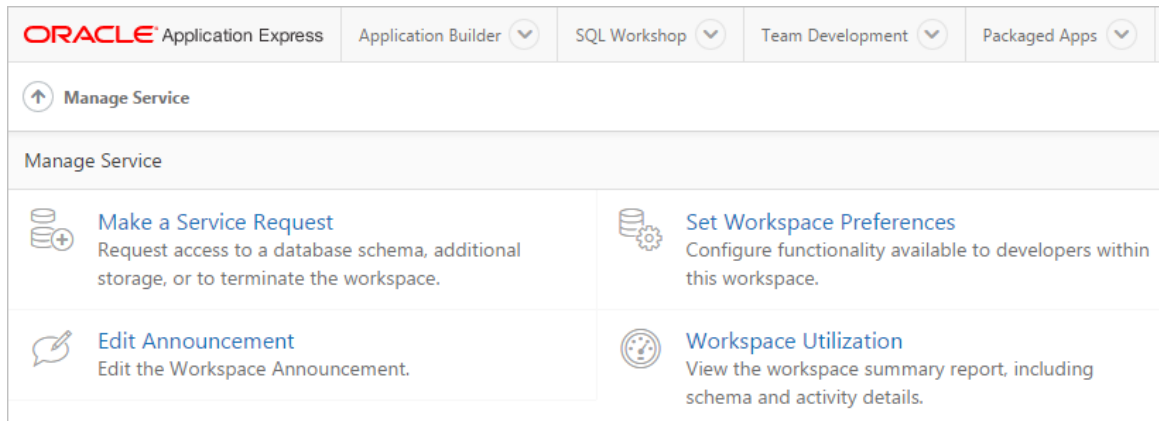 ORACLE Application Express Application Builder SQL Workshop Team Development Packaged Apps
Manage Service
Manage Service
Make a Service Request
Request access to a database schema, additional
storage, or to terminate the workspace.
Set Workspace Preferences
Configure functionality available to developers within
this workspace.
Edit Announcement
Edit the Workspace Announcement.
Workspace Utilization
View the workspace summary report, including
schema and activity details.